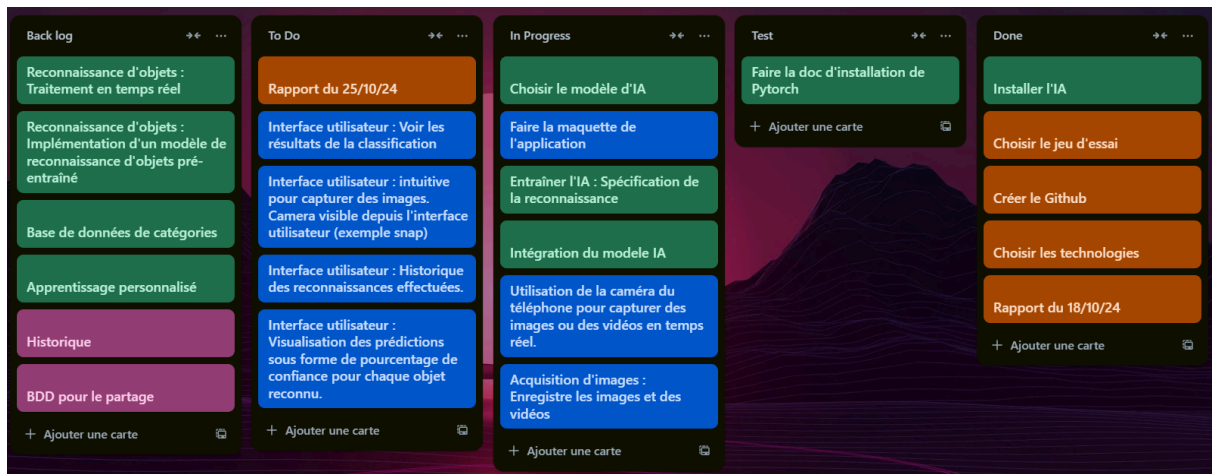 Back log
Reconnaissance d'objets :
Traitement en temps réel
Reconnaissance d'objets :
Implémentation d'un modèle de
reconnaissance d'objets pré-
entraîné
Base de données de catégories
Apprentissage personnalisé
Historique
BDD pour le partage
+ Ajouter une carte
To Do
Rapport du 25/10/24
Interface utilisateur : Voir les
résultats de la classification
Interface utilisateur : intuitive
pour capturer des images.
Camera visible depuis l'interface
utilisateur (exemple snap)
Interface utilisateur : Historique
des reconnaissances effectuées.
Interface utilisateur :
Visualisation des prédictions
sous forme de pourcentage de
confiance pour chaque objet
reconnu.
+ Ajouter une carte
In Progress
Choisir le modèle d'IA
Faire la maquette de
l'application
Entraîner l'IA : Spécification de
la reconnaissance
Intégration du modele IA
Utilisation de la caméra du
téléphone pour capturer des
images ou des vidéos en temps
réel.
Acquisition d'images :
Enregistre les images et des
vidéos
+ Ajouter une carte
Test
Faire la doc d'installation de
Pytorch
+ Ajouter une carte
Done
Installer l'IA
Choisir le jeu d'essai
Créer le Github
Choisir les technologies
Rapport du 18/10/24
+ Ajouter une carte